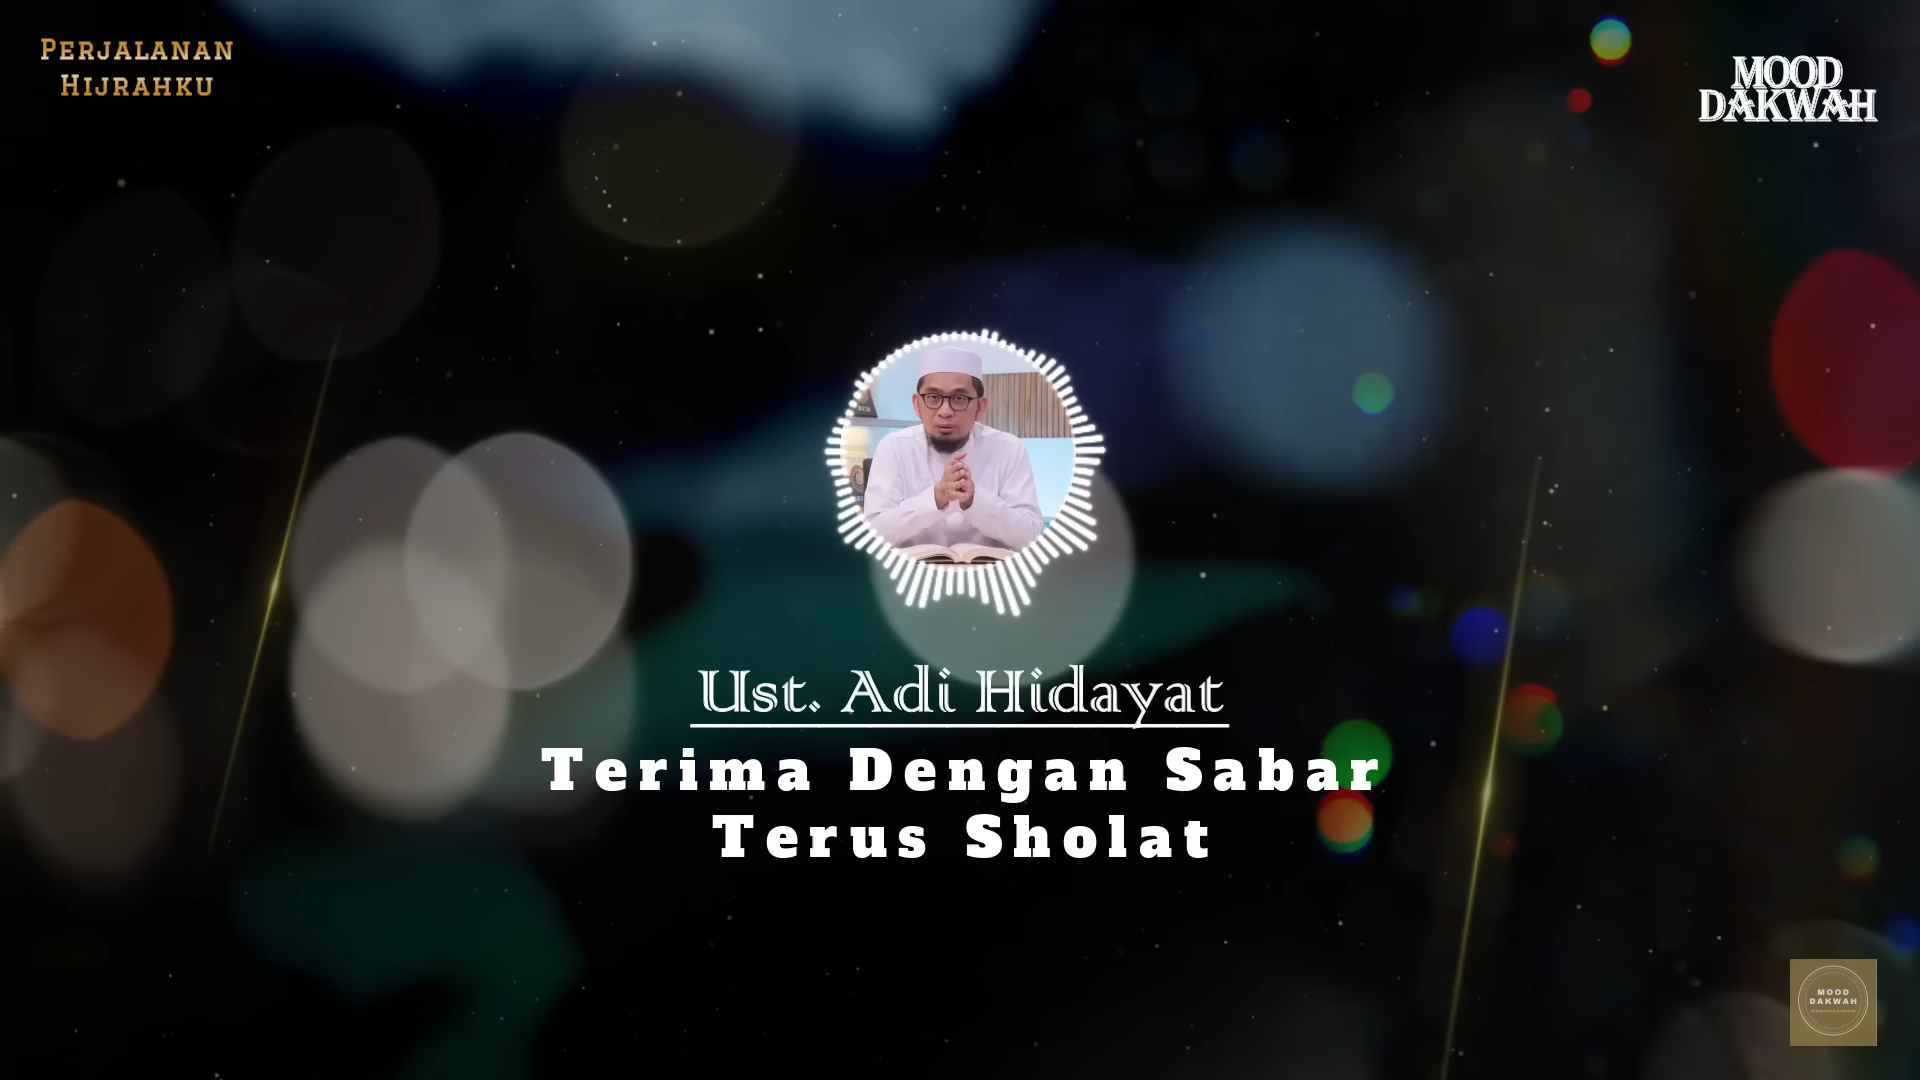 PERJALANAN
HIJRAHKU
MOOD
DAKWAH
Ust. Adi Hidayat
Terima Dengan Sabar
Terus Sholat
MOOD
DAKWAH